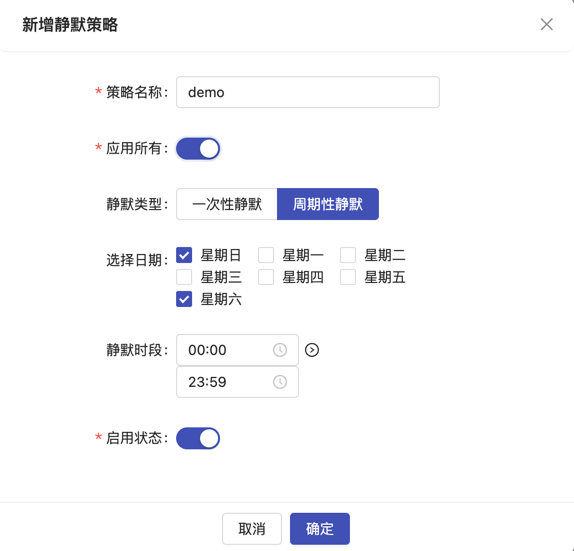 新增静默策略
* 策略名称: demo
* 应用所有:
静默类型: 一次性静默 周期性静默
选择日期: 星期日 星期一 星期二
星期三 星期四 星期五
星期六
静默时段: 00:00
23:59
* 启用状态:
取消 确定